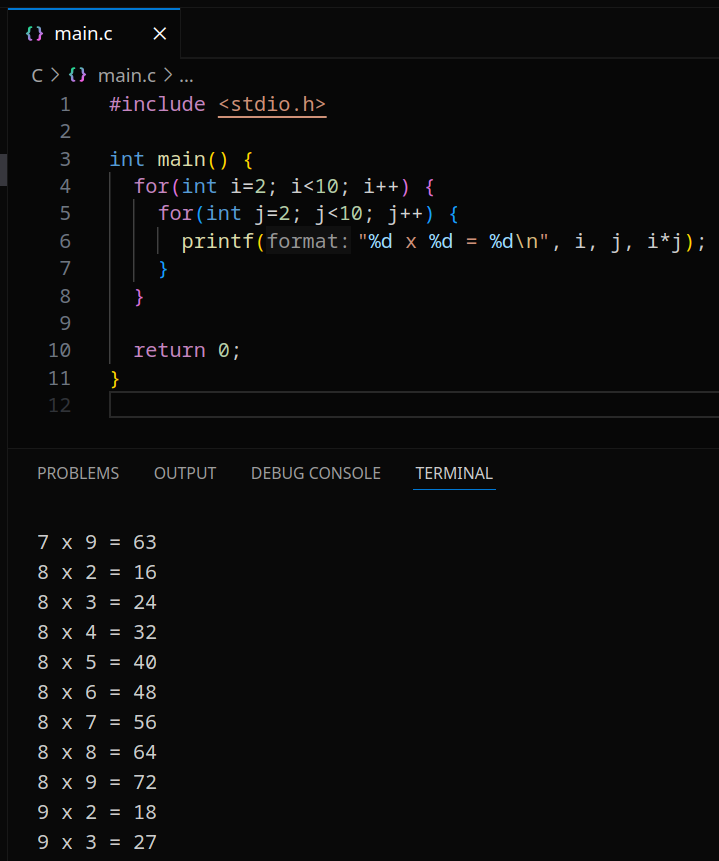 {} main.c ×
C > {} main.c > ...
1 #include <stdio.h>
2
3 int main() {
4   for(int i=2; i<10; i++) {
5     for(int j=2; j<10; j++) {
6       printf(format: "%d x %d = %d\n", i, j, i*j);
7     }
8   }
9
10   return 0;
11 }
12
PROBLEMS OUTPUT DEBUG CONSOLE TERMINAL
7 x 9 = 63
8 x 2 = 16
8 x 3 = 24
8 x 4 = 32
8 x 5 = 40
8 x 6 = 48
8 x 7 = 56
8 x 8 = 64
8 x 9 = 72
9 x 2 = 18
9 x 3 = 27